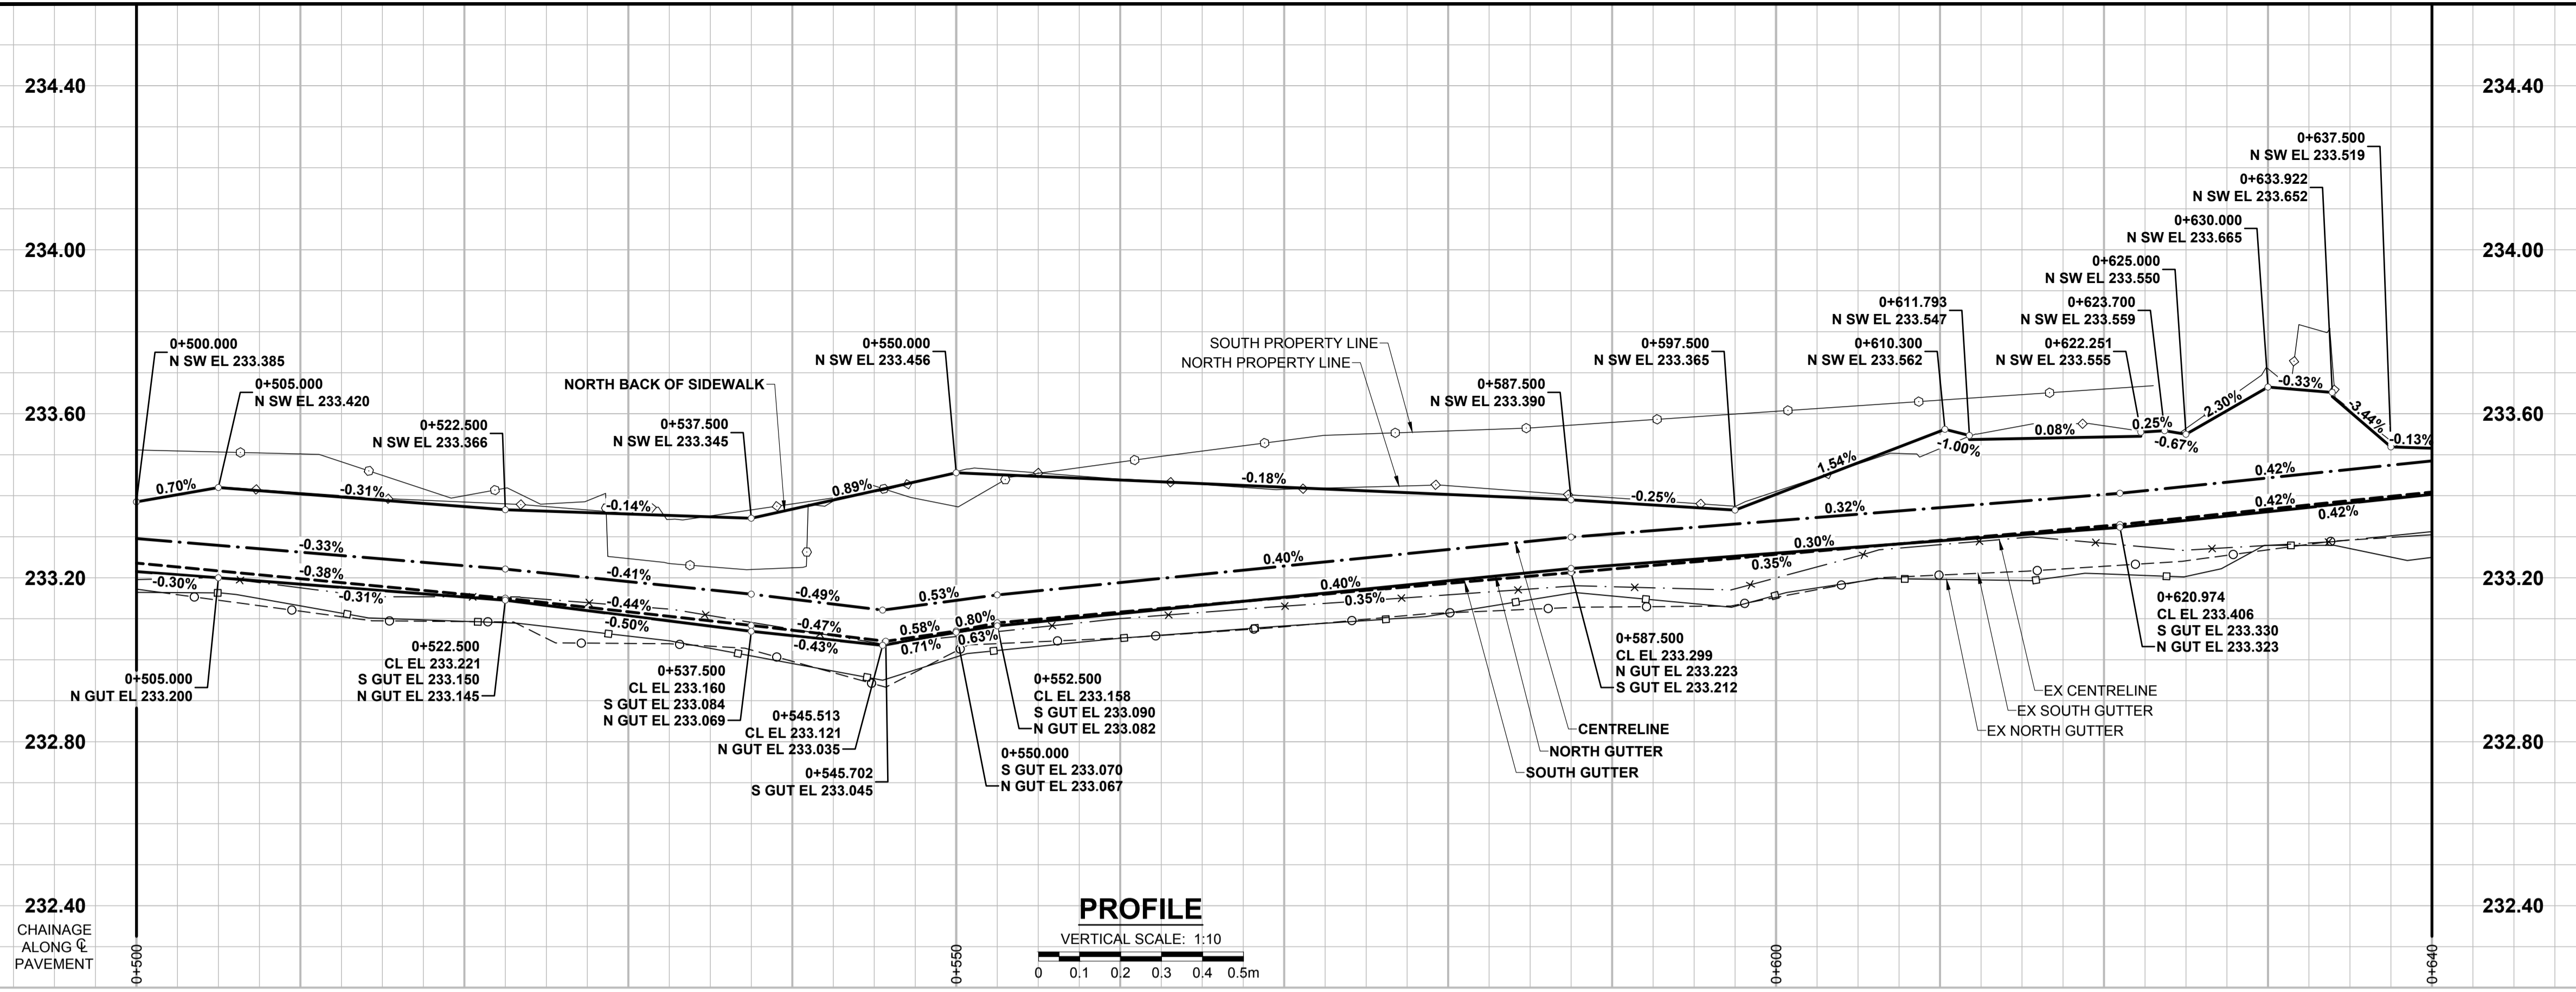 234.40
234.00
233.60
233.20
232.80
232.40
CHAINAGE
ALONG ℄
PAVEMENT
234.40
234.00
233.60
233.20
232.80
232.40
0+500
0+550
0+600
0+640
0+500.000
N SW EL 233.385
0+505.000
N SW EL 233.420
0+522.500
N SW EL 233.366
NORTH BACK OF SIDEWALK
0+537.500
N SW EL 233.345
0+550.000
N SW EL 233.456
SOUTH PROPERTY LINE
NORTH PROPERTY LINE
0+587.500
N SW EL 233.390
0+597.500
N SW EL 233.365
0+610.300
N SW EL 233.562
0+611.793
N SW EL 233.547
0+622.251
N SW EL 233.555
0+623.700
N SW EL 233.559
0+625.000
N SW EL 233.550
0+630.000
N SW EL 233.665
0+633.922
N SW EL 233.652
0+637.500
N SW EL 233.519
0.70%
-0.31%
-0.14%
0.89%
-0.18%
-0.25%
1.54%
-1.00%
0.08%
0.25%
-0.67%
2.30%
-0.33%
-3.44%
-0.13%
-0.33%
-0.41%
-0.49%
0.53%
0.40%
0.32%
0.42%
-0.38%
-0.44%
-0.47%
0.58%
0.80%
0.40%
0.30%
0.42%
-0.30%
-0.31%
-0.50%
-0.43%
0.71%
0.63%
0.35%
0.35%
0.42%
0+505.000
N GUT EL 233.200
0+522.500
CL EL 233.221
S GUT EL 233.150
N GUT EL 233.145
0+537.500
CL EL 233.160
S GUT EL 233.084
N GUT EL 233.069
0+545.513
CL EL 233.121
N GUT EL 233.035
0+545.702
S GUT EL 233.045
0+550.000
S GUT EL 233.070
N GUT EL 233.067
0+552.500
CL EL 233.158
S GUT EL 233.090
N GUT EL 233.082
0+587.500
CL EL 233.299
N GUT EL 233.223
S GUT EL 233.212
CENTRELINE
NORTH GUTTER
SOUTH GUTTER
EX CENTRELINE
EX SOUTH GUTTER
EX NORTH GUTTER
0+620.974
CL EL 233.406
S GUT EL 233.330
N GUT EL 233.323
PROFILE
VERTICAL SCALE: 1:10
0 0.1 0.2 0.3 0.4 0.5m